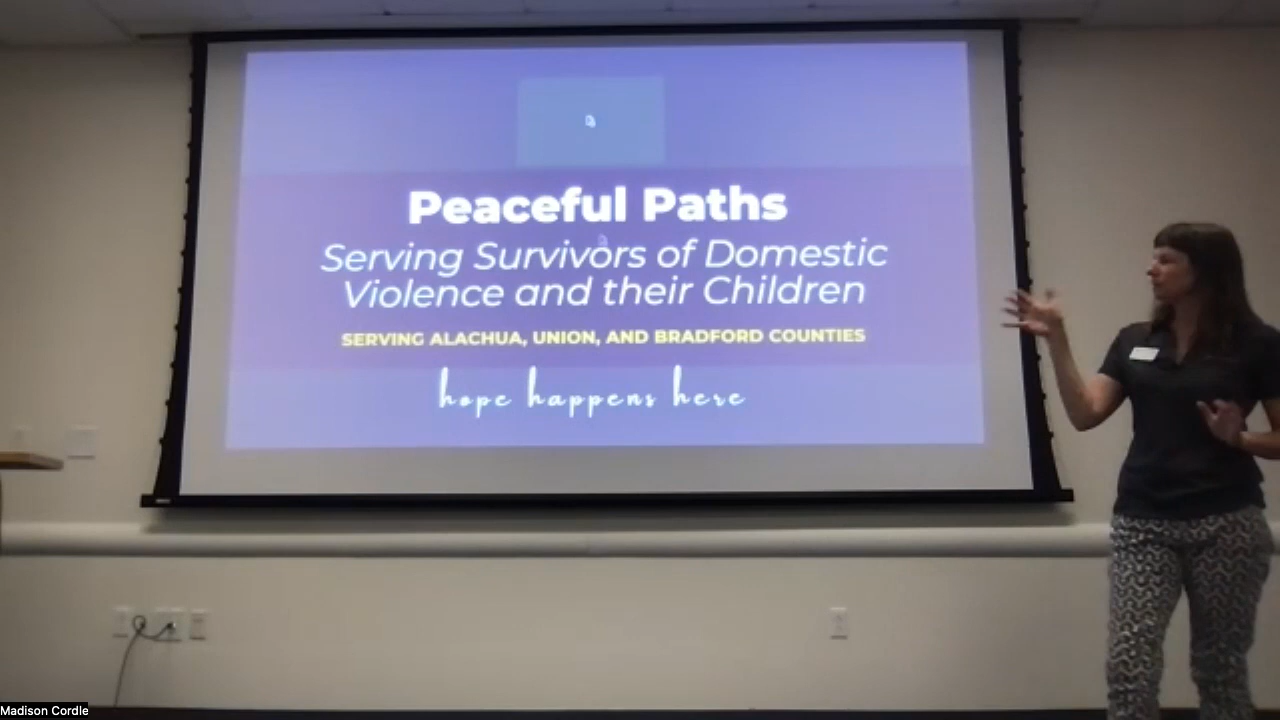 Peaceful Paths
Serving Survivors of Domestic
Violence and their Children
SERVING ALACHUA, UNION, AND BRADFORD COUNTIES
hope happens here
Madison Cordle